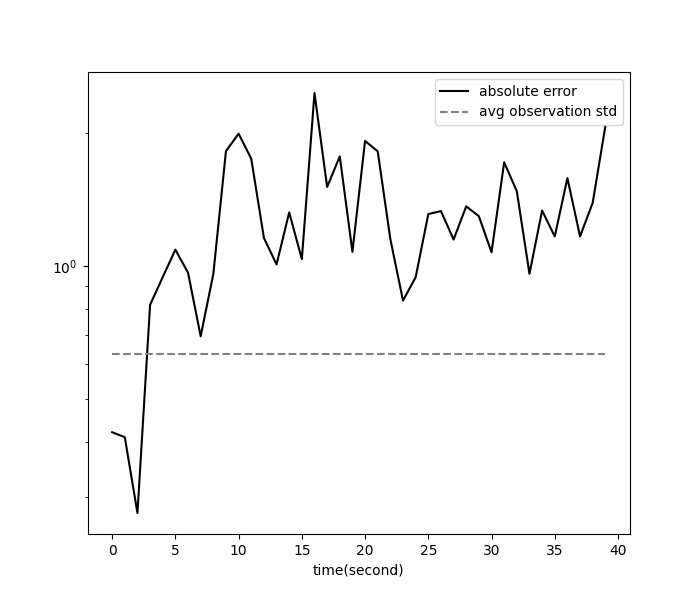 absolute error
avg observation std
10⁰
0 5 10 15 20 25 30 35 40
time(second)